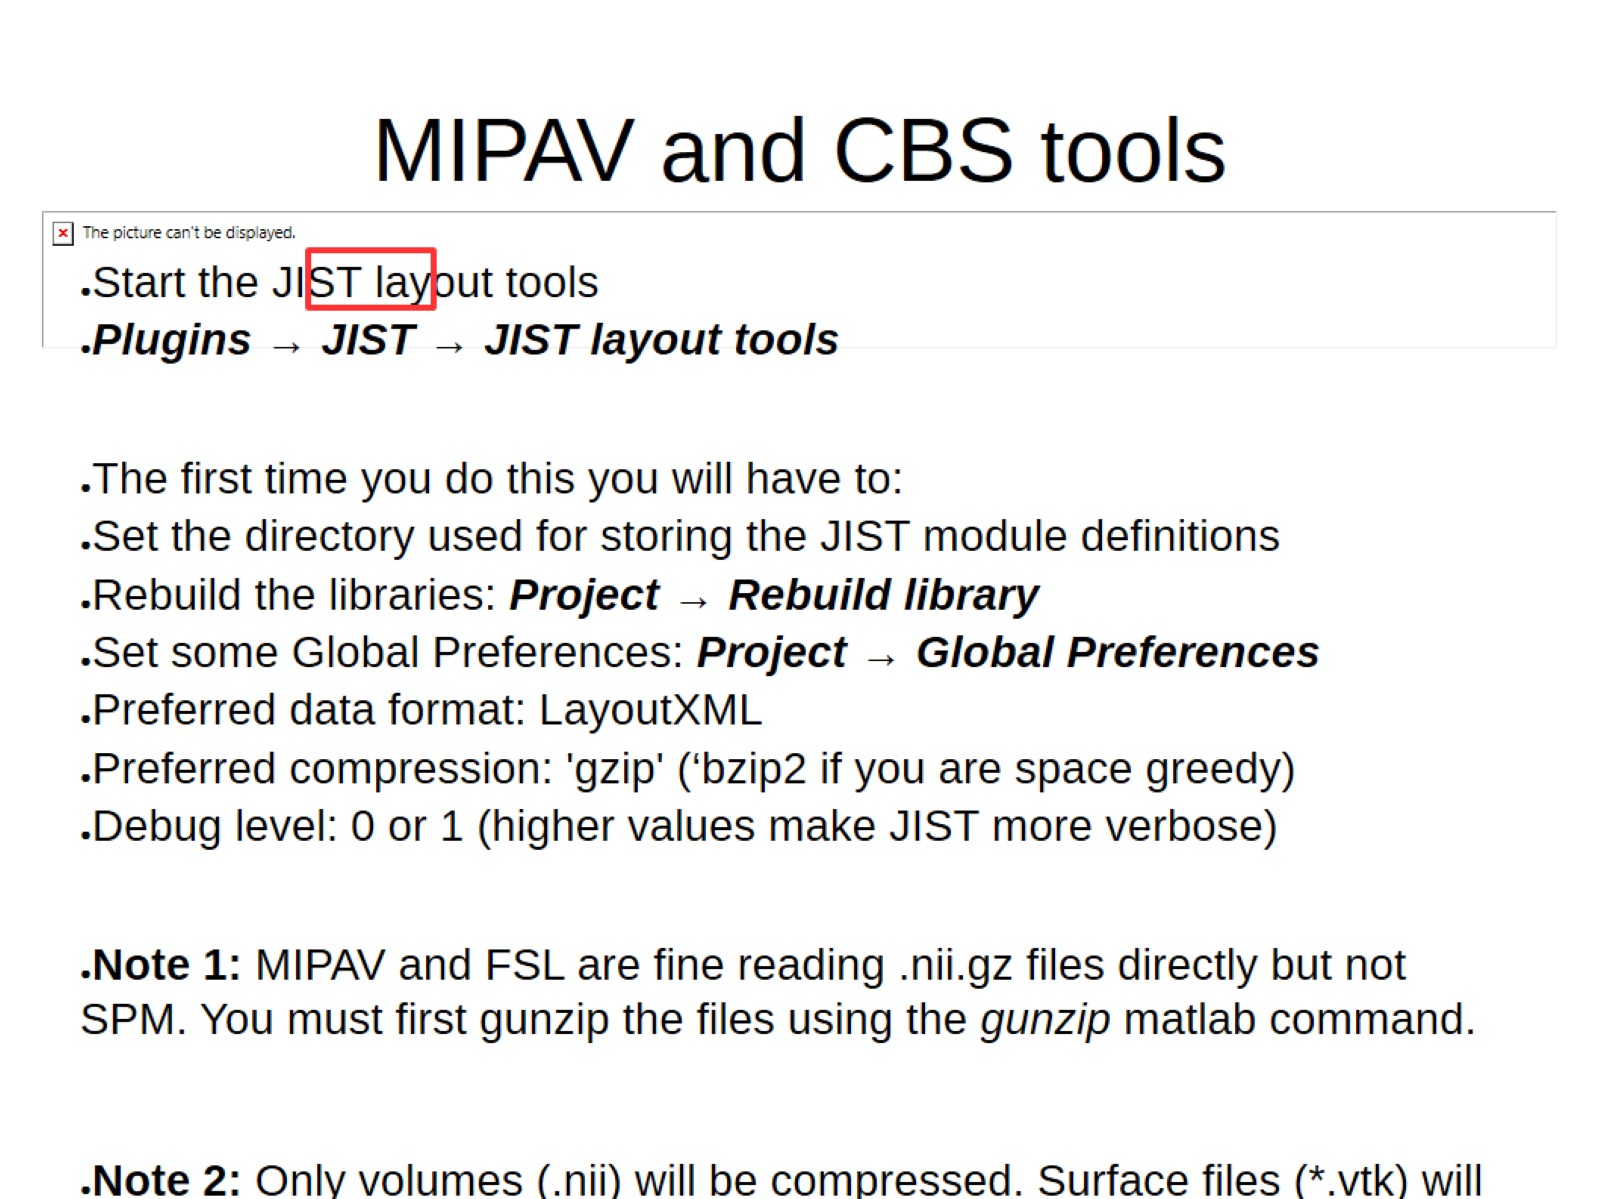 MIPAV and CBS tools
The picture can't be displayed.
•Start the JIST layout tools
•Plugins → JIST → JIST layout tools
•The first time you do this you will have to:
•Set the directory used for storing the JIST module definitions
•Rebuild the libraries: Project → Rebuild library
•Set some Global Preferences: Project → Global Preferences
•Preferred data format: LayoutXML
•Preferred compression: 'gzip' (‘bzip2 if you are space greedy)
•Debug level: 0 or 1 (higher values make JIST more verbose)
•Note 1: MIPAV and FSL are fine reading .nii.gz files directly but not
SPM. You must first gunzip the files using the gunzip matlab command.
•Note 2: Only volumes (.nii) will be compressed. Surface files (*.vtk) will